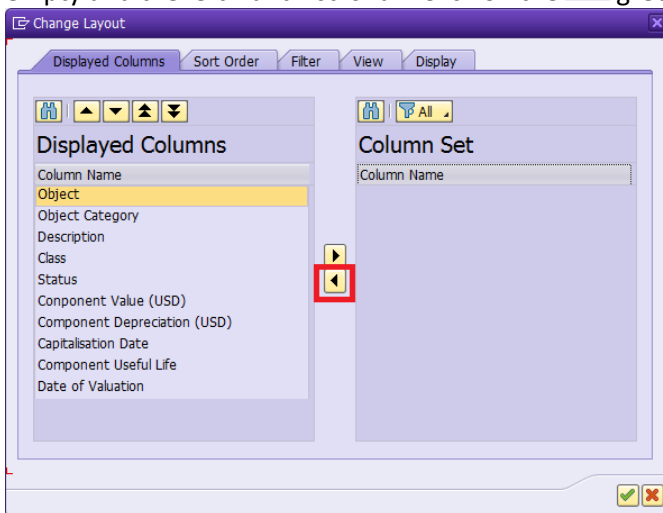 Change Layout
Displayed Columns Sort Order Filter View Display
All
Displayed Columns Column Set
Column Name Column Name
Object
Object Category
Description
Class
Status
Conponent Value (USD)
Component Depreciation (USD)
Capitalisation Date
Component Useful Life
Date of Valuation